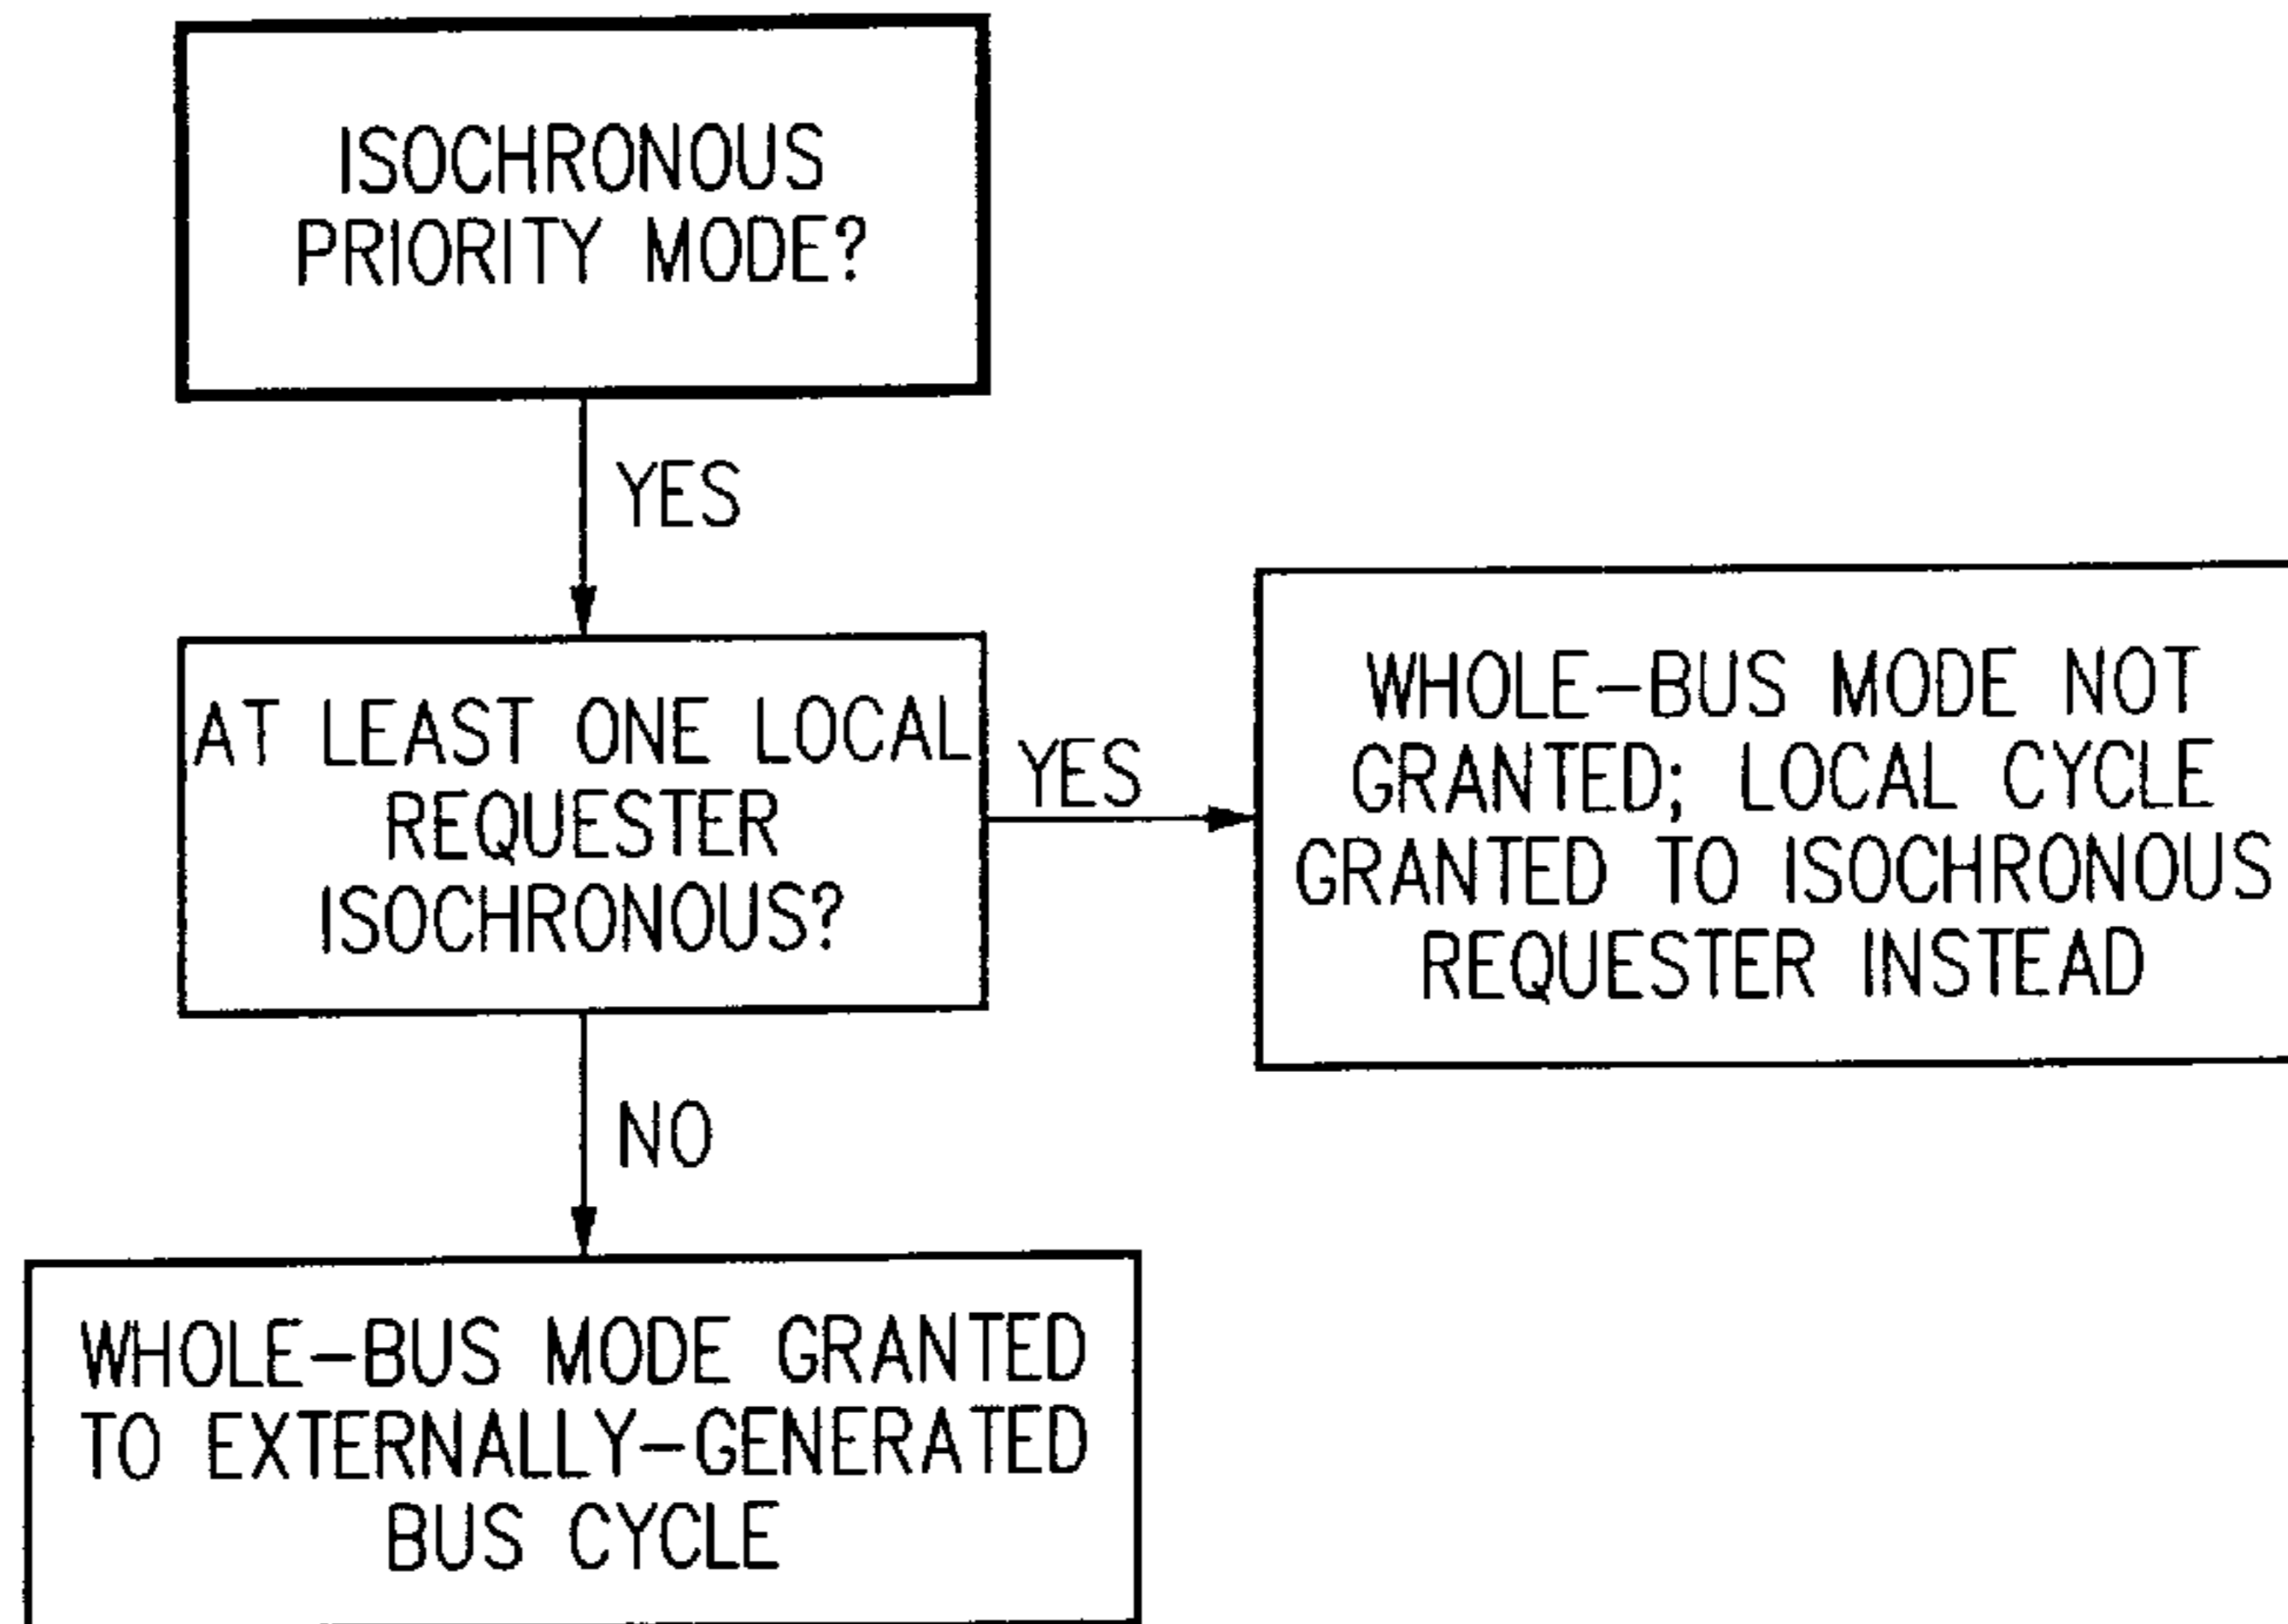 ISOCHRONOUS
PRIORITY MODE?
YES
AT LEAST ONE LOCAL
REQUESTER
ISOCHRONOUS?
YES
WHOLE-BUS MODE NOT
GRANTED; LOCAL CYCLE
GRANTED TO ISOCHRONOUS
REQUESTER INSTEAD
NO
WHOLE-BUS MODE GRANTED
TO EXTERNALLY-GENERATED
BUS CYCLE